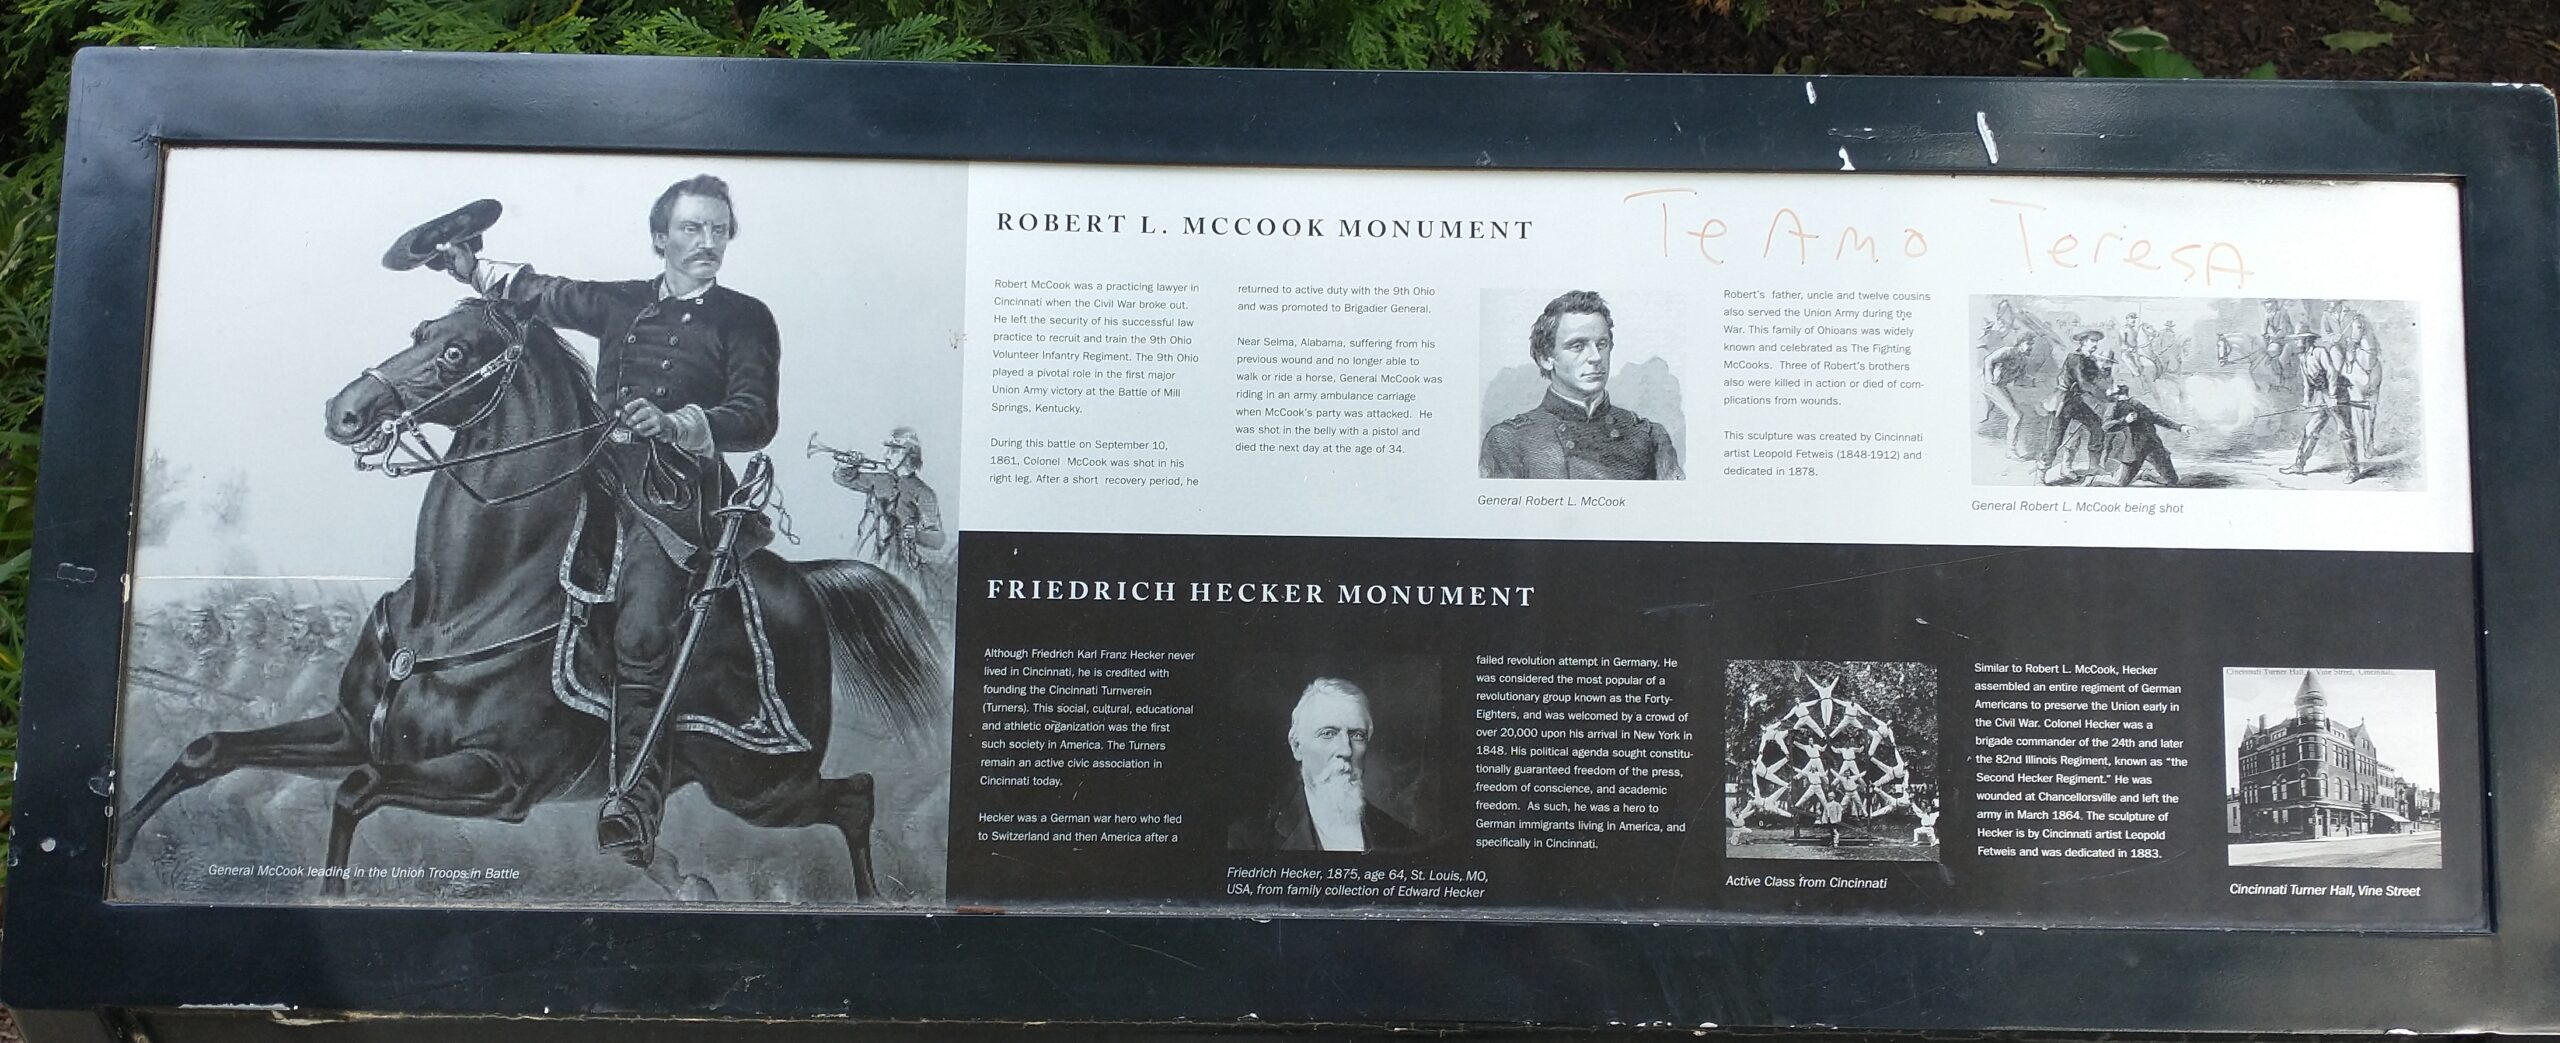 ROBERT L. MCCOOK MONUMENT
Te Amo Teresa
Robert McCook was a practicing lawyer in
Cincinnati when the Civil War broke out.
He left the security of his successful law
practice to recruit and train the 9th Ohio
Volunteer Infantry Regiment. The 9th Ohio
played a pivotal role in the first major
Union Army victory at the Battle of Mill
Springs, Kentucky.
During this battle on September 10,
1861, Colonel McCook was shot in his
right leg. After a short recovery period, he
returned to active duty with the 9th Ohio
and was promoted to Brigadier General.
Near Selma, Alabama, suffering from his
previous wound and no longer able to
walk or ride a horse, General McCook was
riding in an army ambulance carriage
when McCook's party was attacked. He
was shot in the belly with a pistol and
died the next day at the age of 34.
General Robert L. McCook
Robert's father, uncle and twelve cousins
also served the Union Army during the
War. This family of Ohioans was widely
known and celebrated as The Fighting
McCooks. Three of Robert's brothers
also were killed in action or died of com-
plications from wounds.
This sculpture was created by Cincinnati
artist Leopold Fetweis (1848-1912) and
dedicated in 1878.
General Robert L. McCook being shot
General McCook leading in the Union Troops in Battle
FRIEDRICH HECKER MONUMENT
Although Friedrich Karl Franz Hecker never
lived in Cincinnati, he is credited with
founding the Cincinnati Turnverein
(Turners). This social, cultural, educational
and athletic organization was the first
such society in America. The Turners
remain an active civic association in
Cincinnati today.
Hecker was a German war hero who fled
to Switzerland and then America after a
Friedrich Hecker, 1875, age 64, St. Louis, MO,
USA, from family collection of Edward Hecker
failed revolution attempt in Germany. He
was considered the most popular of a
revolutionary group known as the Forty-
Eighters, and was welcomed by a crowd of
over 20,000 upon his arrival in New York in
1848. His political agenda sought constitu-
tionally guaranteed freedom of the press,
freedom of conscience, and academic
freedom. As such, he was a hero to
German immigrants living in America, and
specifically in Cincinnati.
Active Class from Cincinnati
Similar to Robert L. McCook, Hecker
assembled an entire regiment of German
Americans to preserve the Union early in
the Civil War. Colonel Hecker was a
brigade commander of the 24th and later
the 82nd Illinois Regiment, known as "the
Second Hecker Regiment." He was
wounded at Chancellorsville and left the
army in March 1864. The sculpture of
Hecker is by Cincinnati artist Leopold
Fetweis and was dedicated in 1883.
Cincinnati Turner Hall, Vine Street, Cincinnati.
Cincinnati Turner Hall, Vine Street